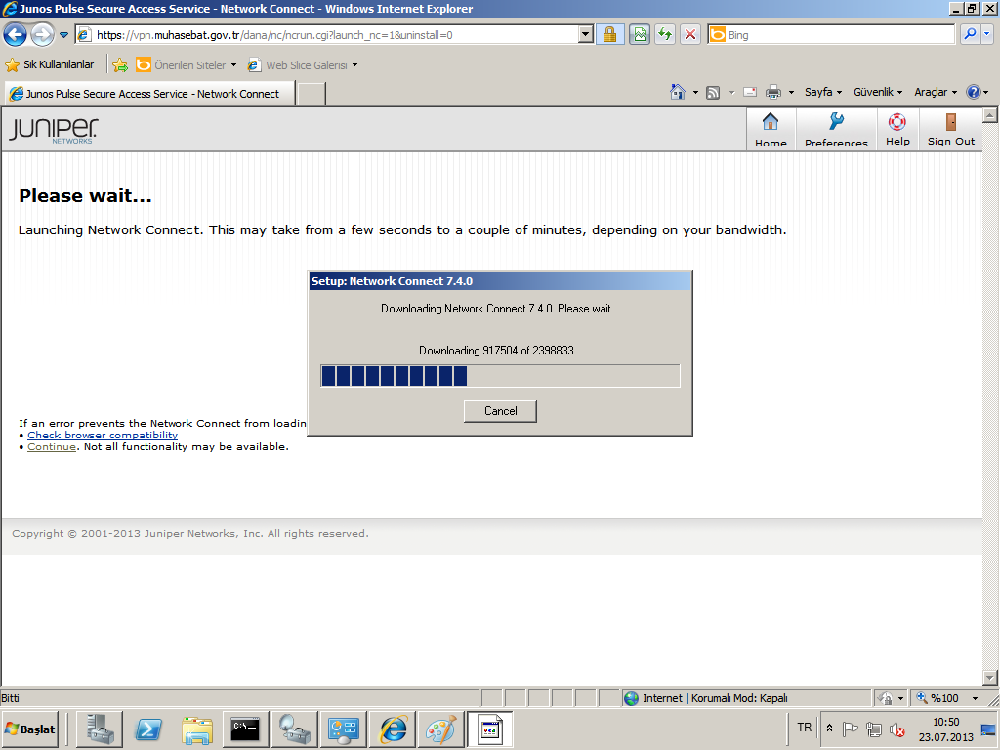 Junos Pulse Secure Access Service - Network Connect - Windows Internet Explorer
https://vpn.muhasebat.gov.tr/dana/nc/ncrun.cgi?launch_nc=1&uninstall=0
Bing
Sık Kullanılanlar
Önerilen Siteler
Web Slice Galerisi
Junos Pulse Secure Access Service - Network Connect
Sayfa
Güvenlik
Araçlar
JUNIPER
NETWORKS
Home
Preferences
Help
Sign Out
Please wait...
Launching Network Connect. This may take from a few seconds to a couple of minutes, depending on your bandwidth.
Setup: Network Connect 7.4.0
Downloading Network Connect 7.4.0. Please wait...
Downloading 917504 of 2398833...
Cancel
If an error prevents the Network Connect from loadin
• Check browser compatibility
• Continue. Not all functionality may be available.
Copyright © 2001-2013 Juniper Networks, Inc. All rights reserved.
Bitti
Internet | Korumalı Mod: Kapalı
%100
Başlat
TR
10:50
23.07.2013